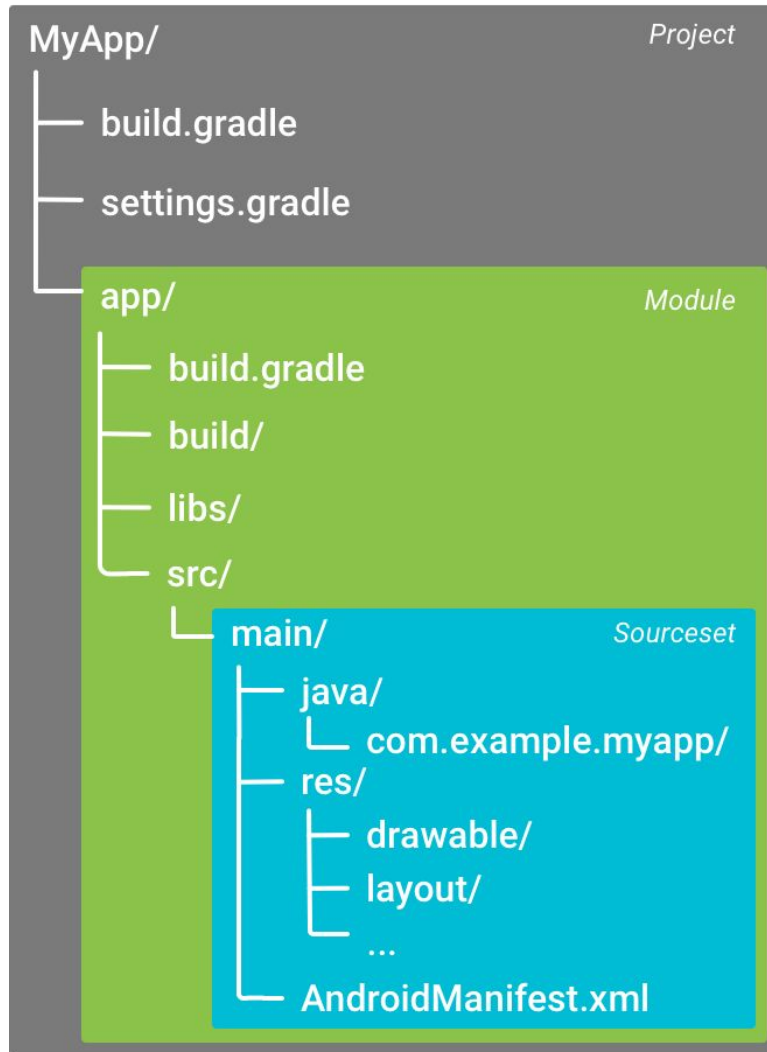 MyApp/ Project
build.gradle
settings.gradle
app/ Module
build.gradle
build/
libs/
src/
main/ Sourceset
java/
com.example.myapp/
res/
drawable/
layout/
...
AndroidManifest.xml